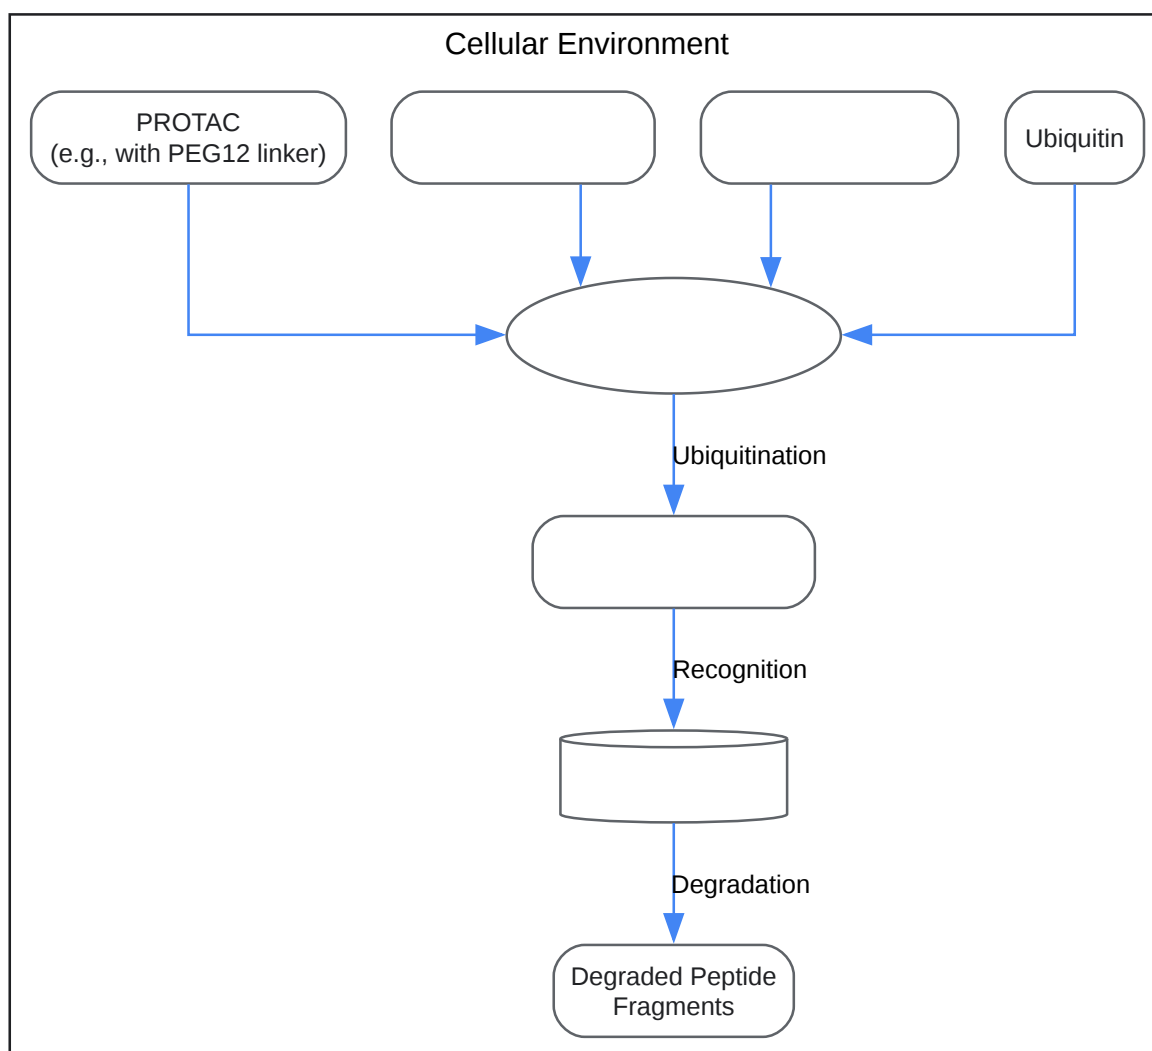 Cellular Environment
PROTAC
(e.g., with PEG12 linker)
Ubiquitin
Ubiquitination
Recognition
Degradation
Degraded Peptide
Fragments